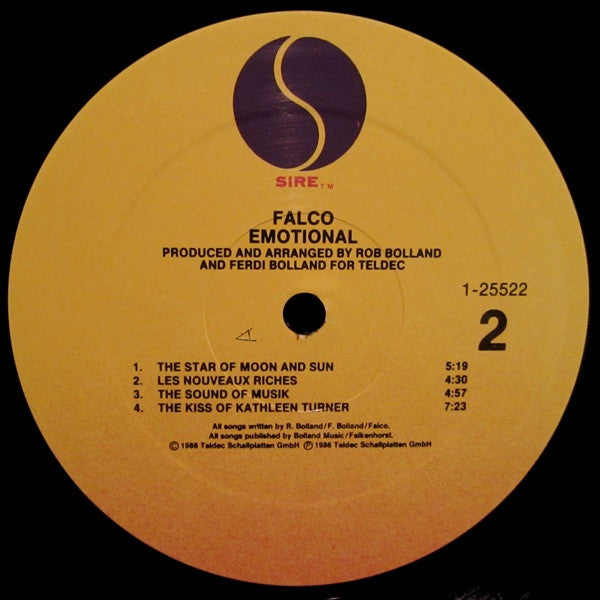 SIRE™
FALCO
EMOTIONAL
PRODUCED AND ARRANGED BY ROB BOLLAND
AND FERDI BOLLAND FOR TELDEC
1-25522
2
1. THE STAR OF MOON AND SUN 5:19
2. LES NOUVEAUX RICHES 4:30
3. THE SOUND OF MUSIK 4:57
4. THE KISS OF KATHLEEN TURNER 7:23
All songs written by R. Bolland/F. Bolland/Falco.
All songs published by Bolland Music/Falkenhorst.
© 1986 Teldec Schallplatten GmbH ℗ 1986 Teldec Schallplatten GmbH